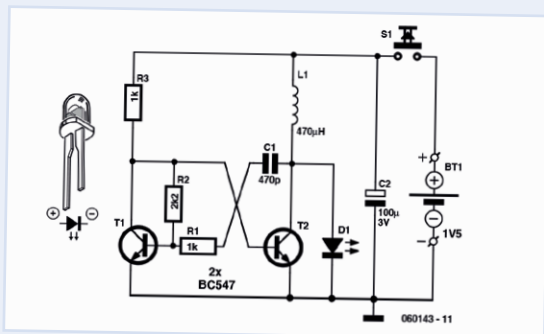 S1
R3
1k
L1
470µH
C1
470p
R2
2k2
C2
100µ
3V
+
BT1
+
−
−
1V5
+
−
T1
R1
1k
T2
D1
2x
BC547
060143 - 11